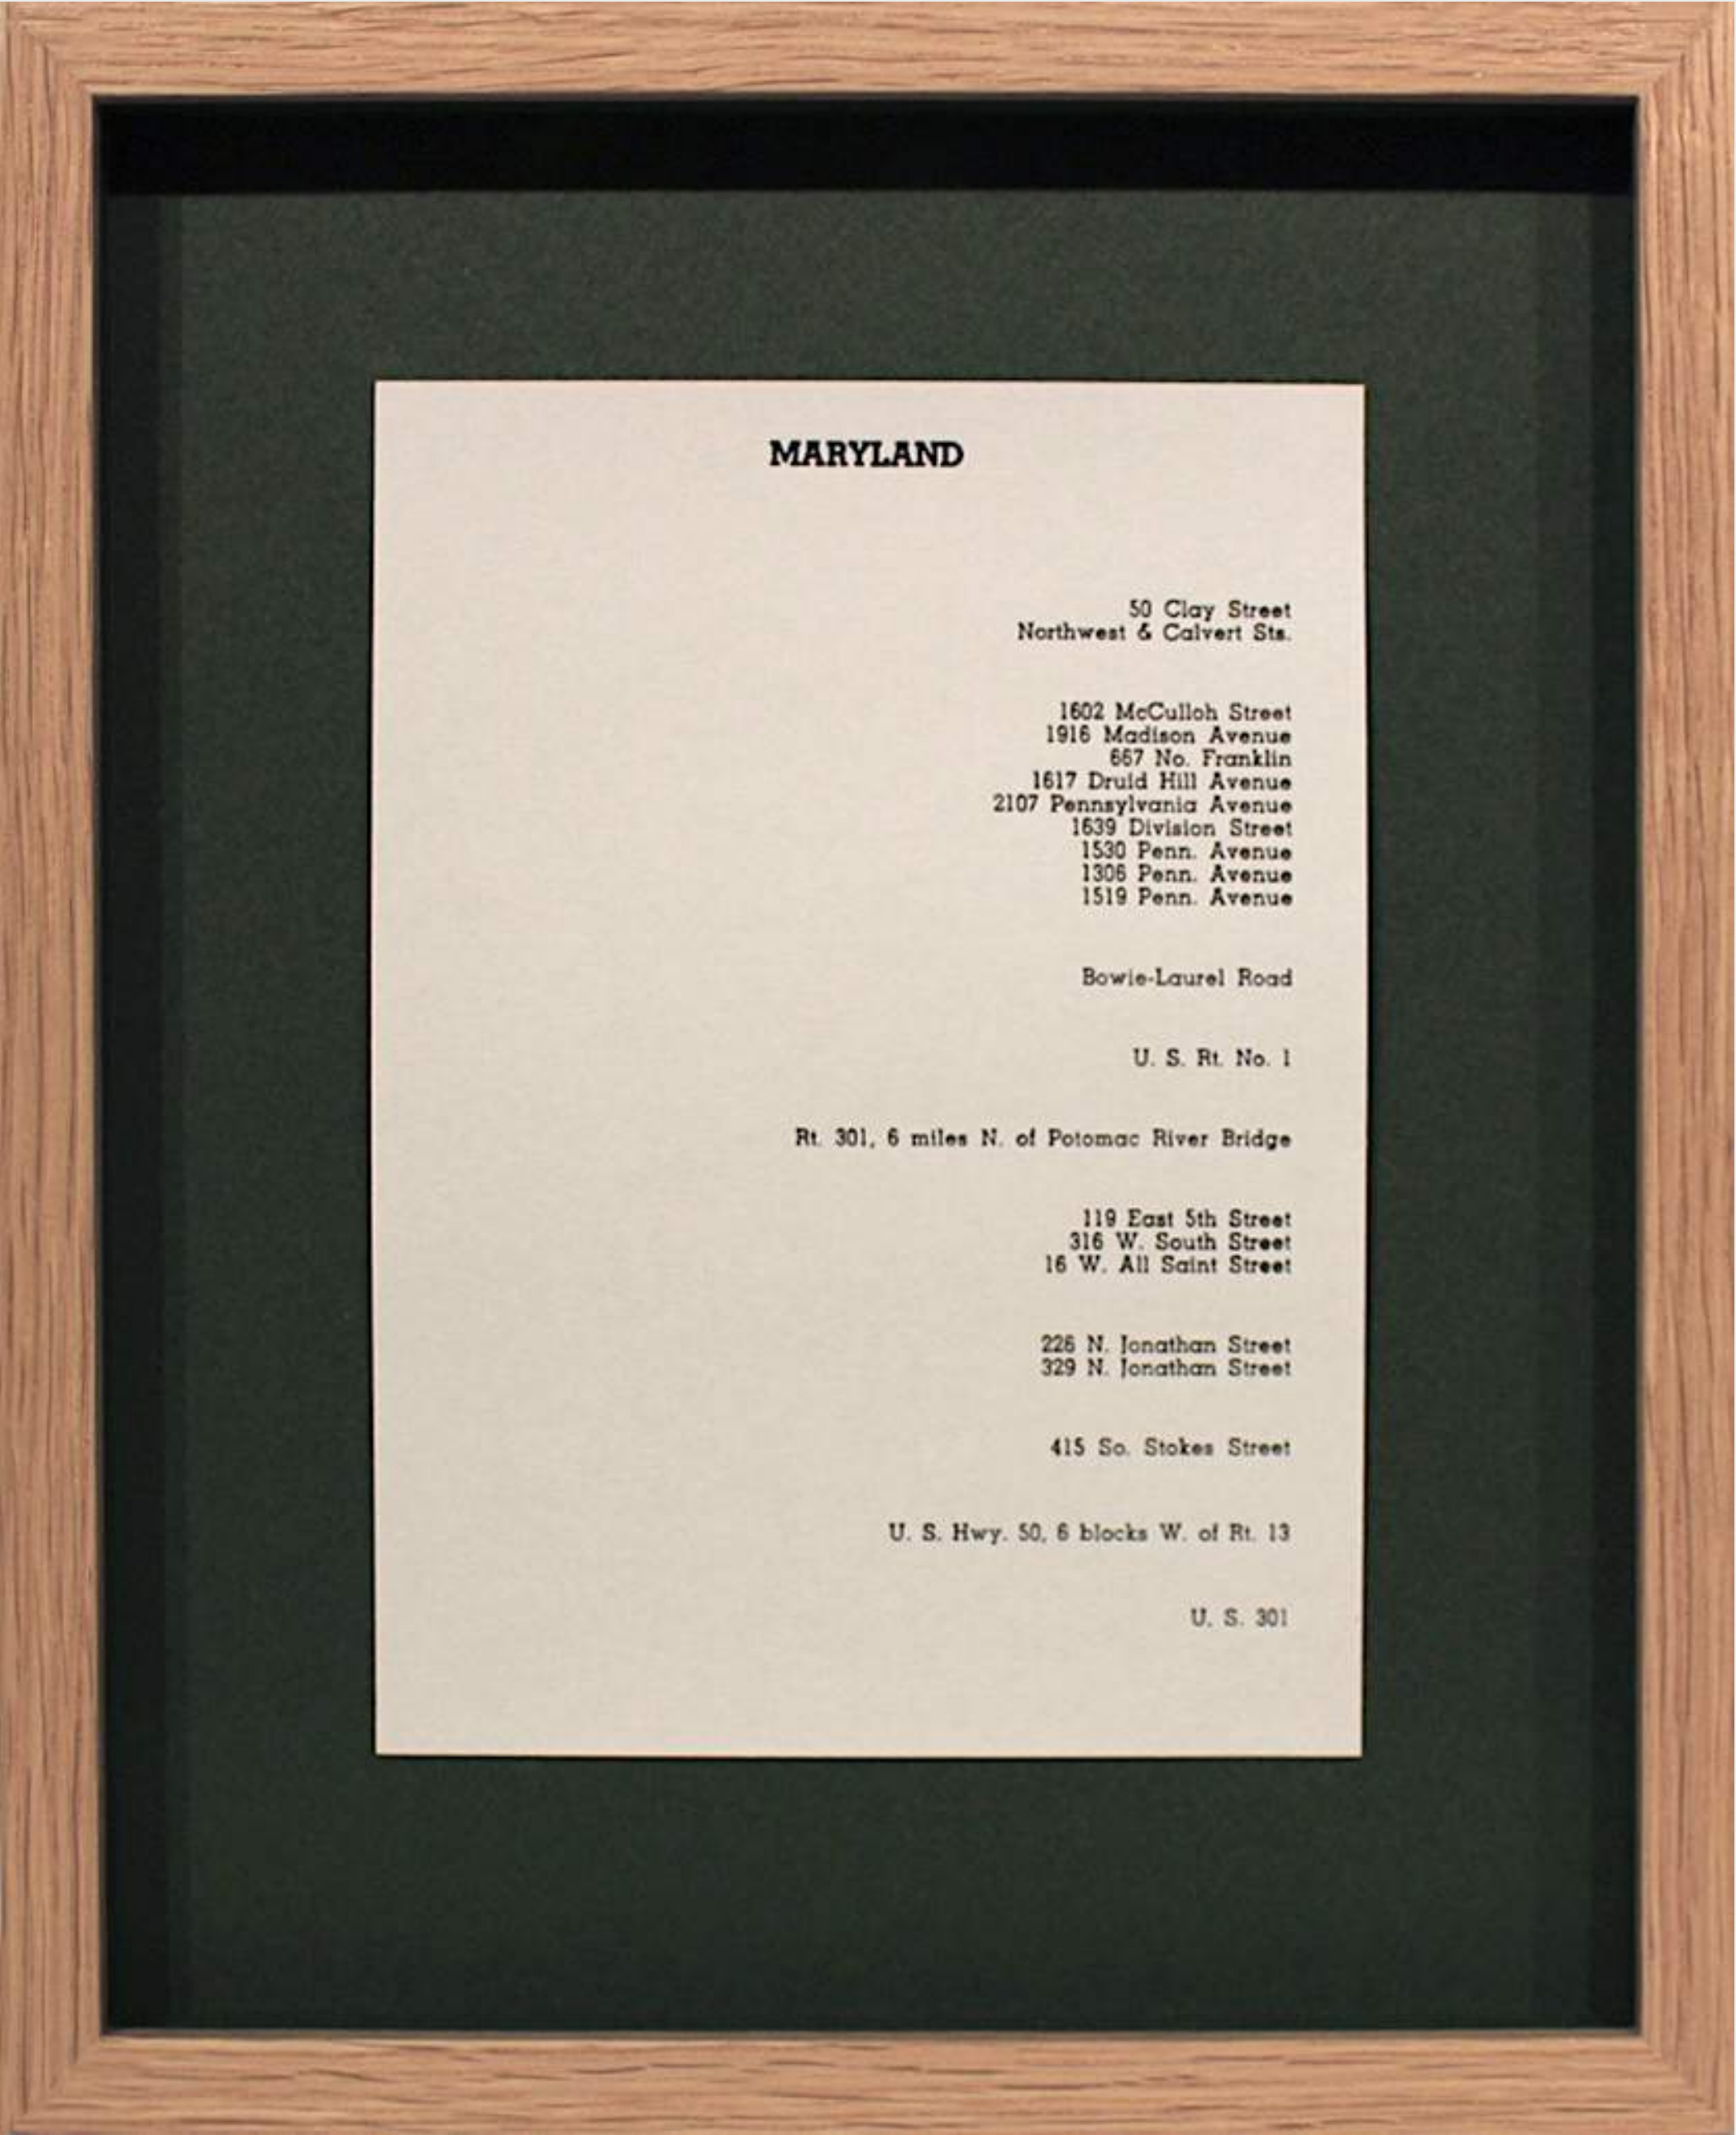 MARYLAND
50 Clay Street
Northwest & Calvert Sts.
1602 McCulloh Street
1916 Madison Avenue
667 No. Franklin
1617 Druid Hill Avenue
2107 Pennsylvania Avenue
1639 Division Street
1530 Penn. Avenue
1306 Penn. Avenue
1519 Penn. Avenue
Bowie-Laurel Road
U. S. Rt. No. 1
Rt. 301, 6 miles N. of Potomac River Bridge
119 East 5th Street
316 W. South Street
16 W. All Saint Street
226 N. Jonathan Street
329 N. Jonathan Street
415 So. Stokes Street
U. S. Hwy. 50, 6 blocks W. of Rt. 13
U. S. 301